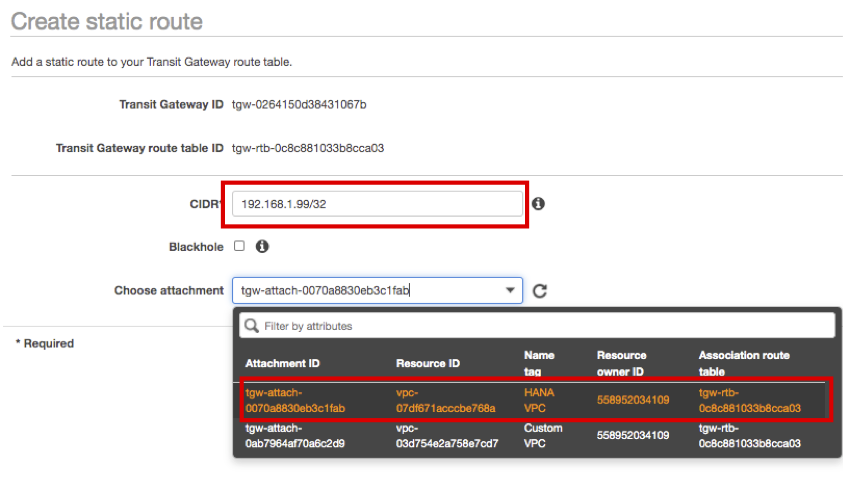 Create static route
Add a static route to your Transit Gateway route table.
Transit Gateway ID tgw-0264150d38431067b
Transit Gateway route table ID tgw-rtb-0c8c881033b8cca03
CIDR* 192.168.1.99/32
Blackhole
Choose attachment tgw-attach-0070a8830eb3c1fab
Filter by attributes
* Required
Attachment ID Resource ID Name tag Resource owner ID Association route table
tgw-attach-0070a8830eb3c1fab vpc-07df671acccbe768a HANA VPC 558952034109 tgw-rtb-0c8c881033b8cca03
tgw-attach-0ab7964af70a6c2d9 vpc-03d754e2a758e7cd7 Custom VPC 558952034109 tgw-rtb-0c8c881033b8cca03